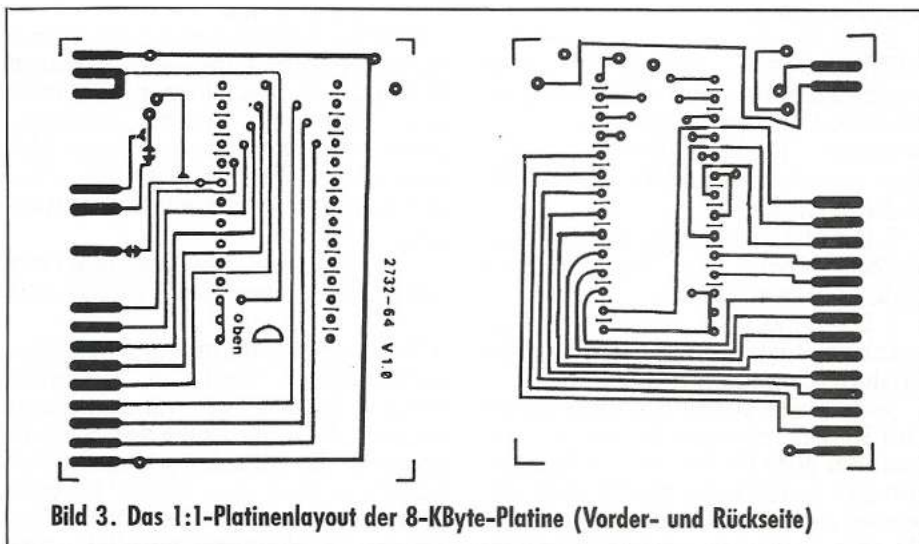 2732-64 V1.0
oben
Bild 3. Das 1:1-Platinenlayout der 8-KByte-Platine (Vorder- und Rückseite)